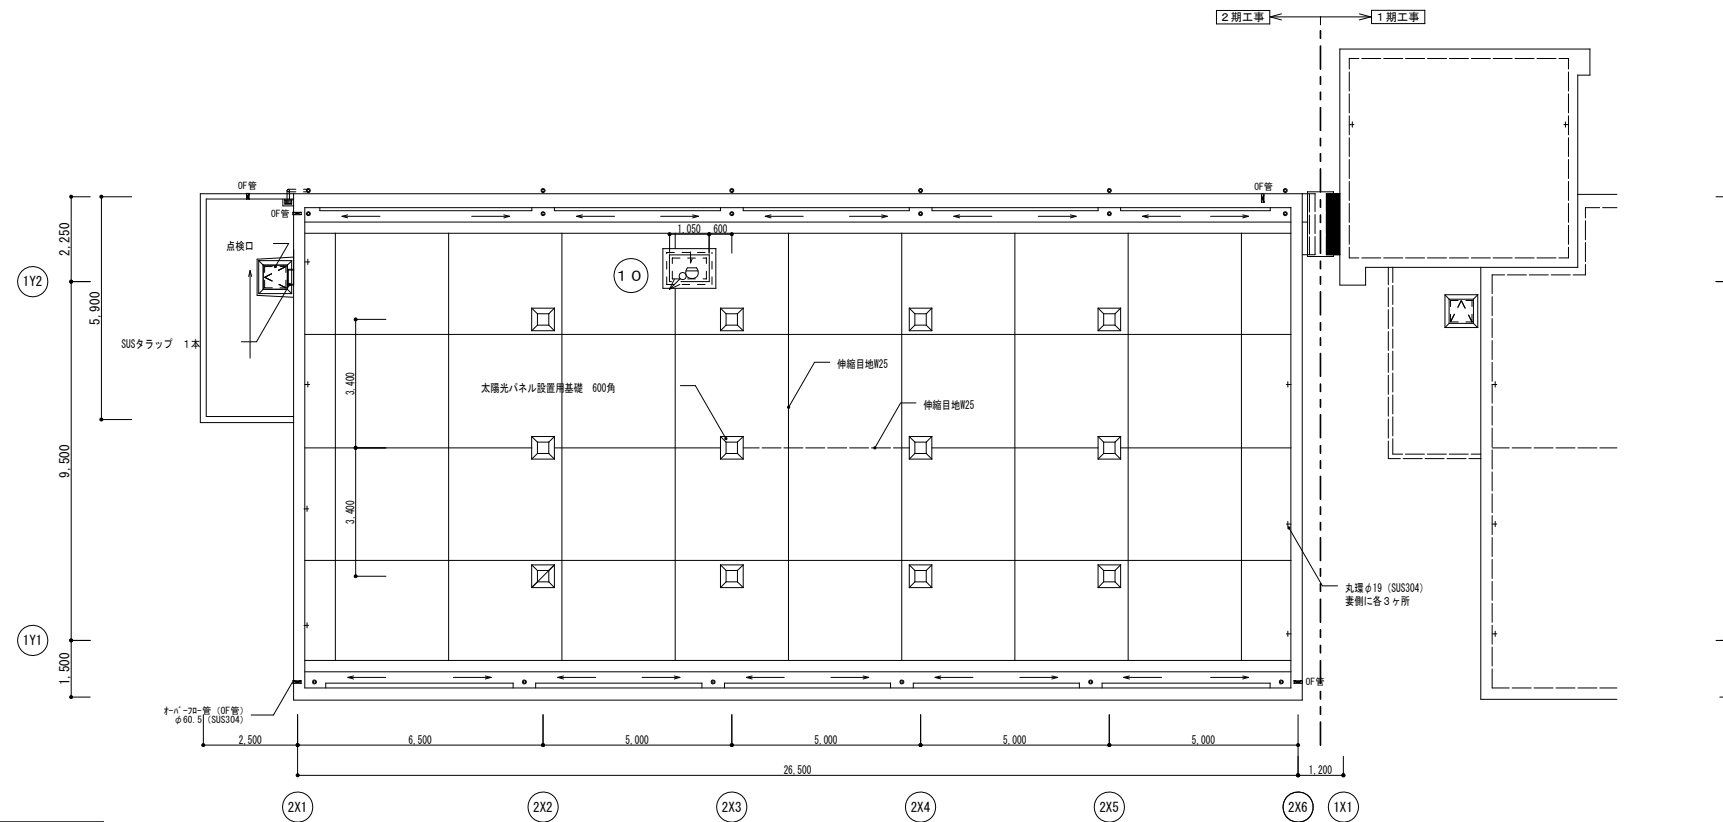 ２期工事
１期工事
OF管
OF管
OF管
点検口
1,050
600
１０
2,250
1Y2
5,900
SUSタラップ　１本
3,400
伸縮目地W25
太陽光パネル設置用基礎　600角
伸縮目地W25
9,500
3,400
丸環φ19（SUS304）
妻側に各３ヶ所
1Y1
1,500
OF管
オーバーフロー管（OF管）
φ60.5（SUS304）
2,500
6,500
5,000
5,000
5,000
5,000
26,500
1,200
2X1
2X2
2X3
2X4
2X5
2X6
1X1